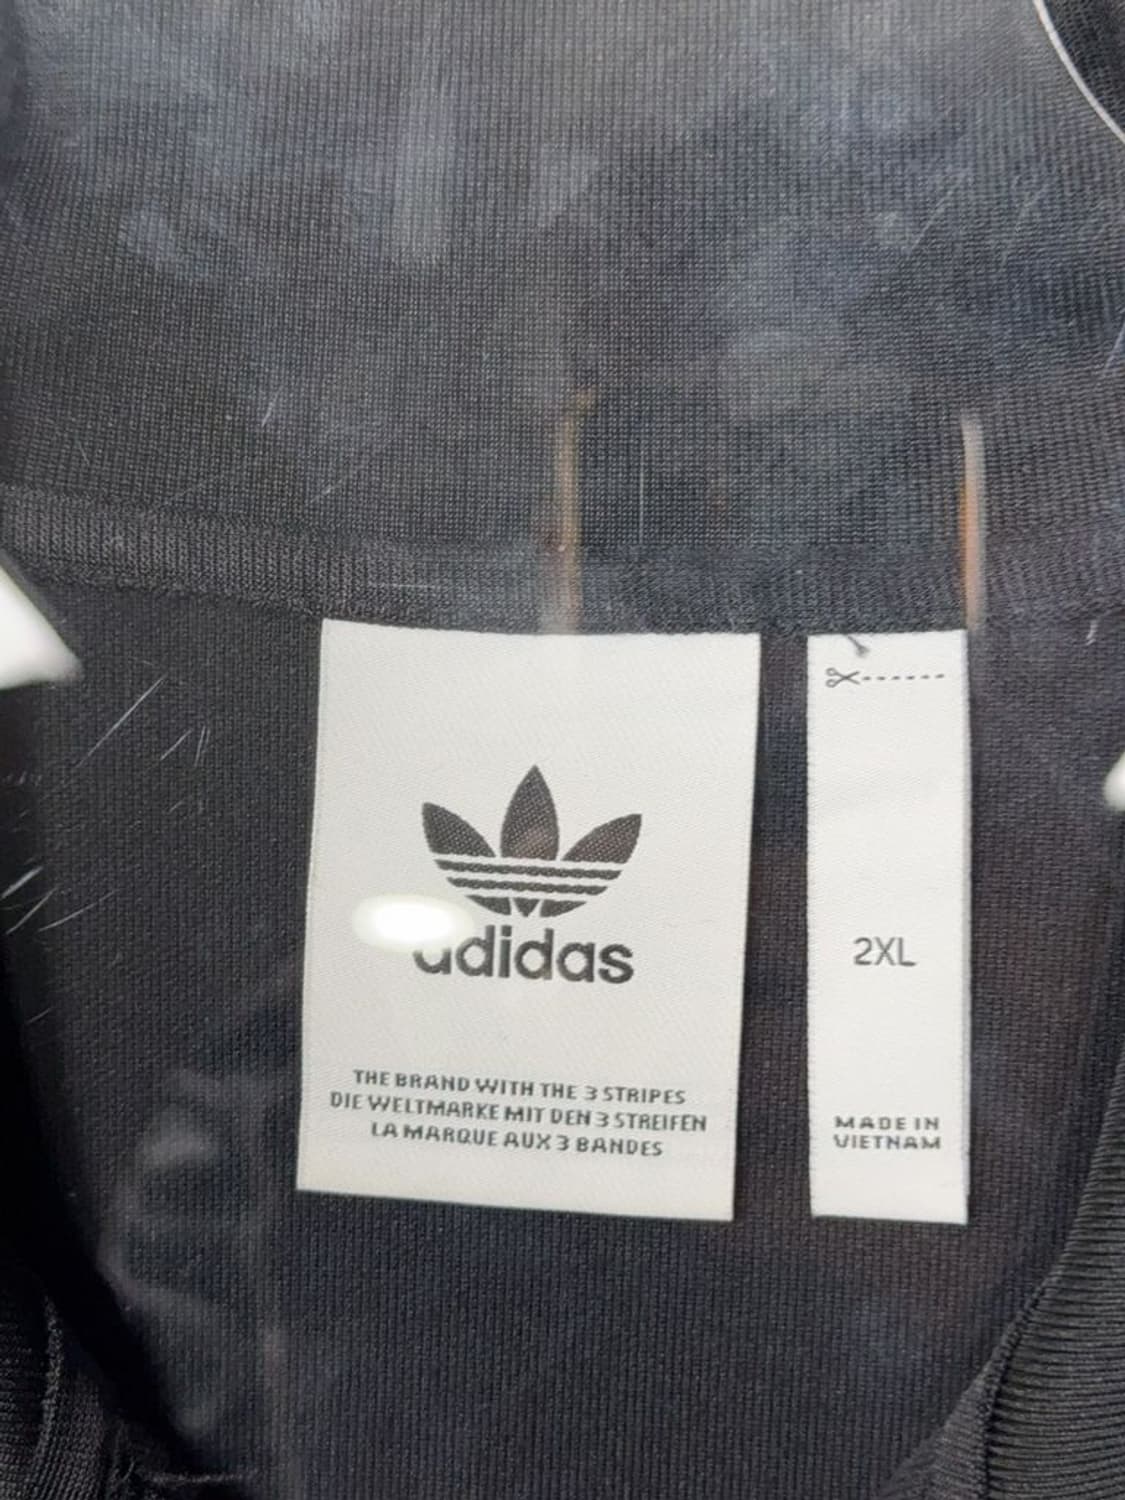 adidas
THE BRAND WITH THE 3 STRIPES
DIE WELTMARKE MIT DEN 3 STREIFEN
LA MARQUE AUX 3 BANDES
2XL
MADE IN
VIETNAM